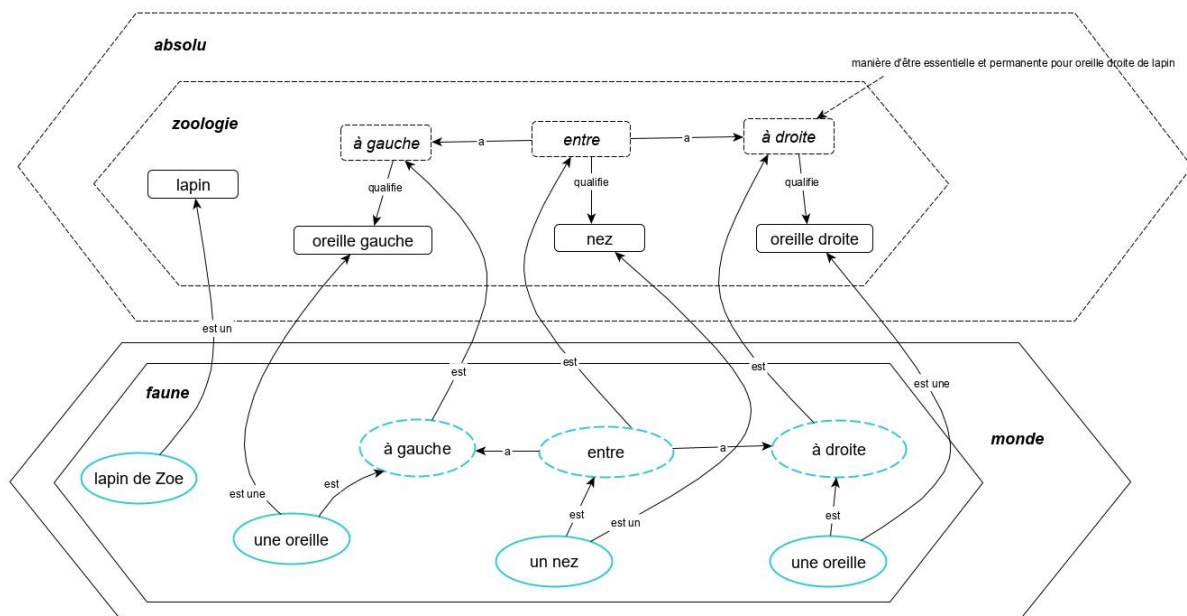 absolu
manière d'être essentielle et permanente pour oreille droite de lapin
zoologie
à gauche
a
entre
a
à droite
lapin
qualifie
qualifie
qualifie
oreille gauche
nez
oreille droite
est un
est
est
est
est une
faune
monde
à gauche
a
entre
a
à droite
lapin de Zoe
est une
est
est
est un
est
une oreille
un nez
une oreille